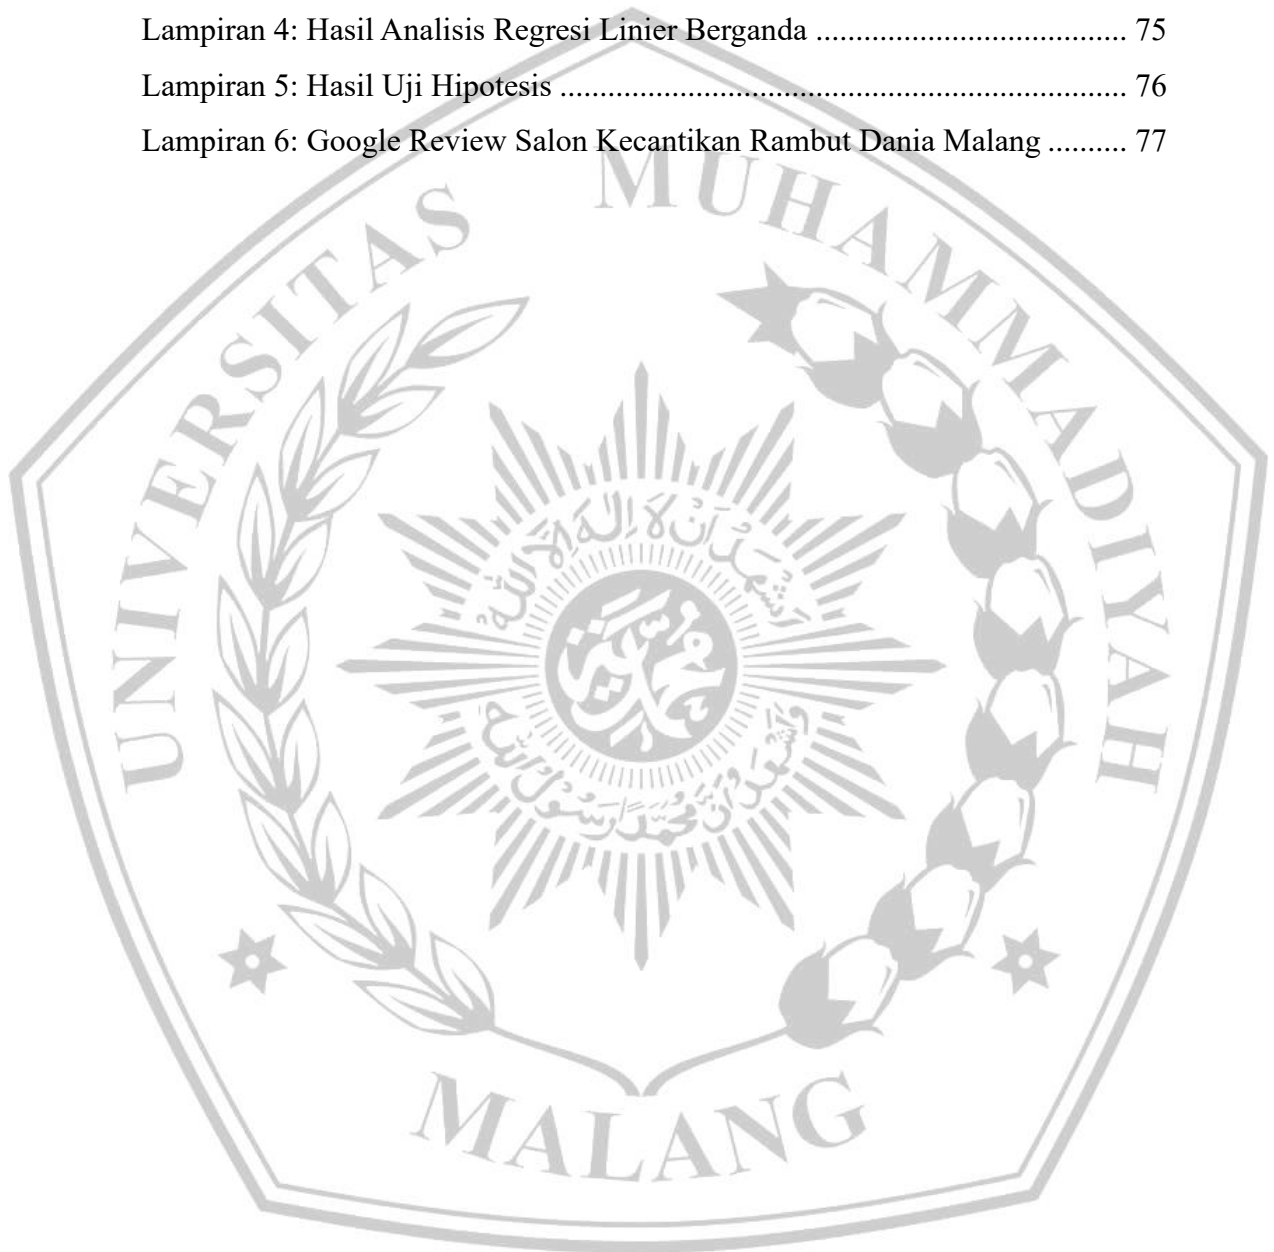 Lampiran 4: Hasil Analisis Regresi Linier Berganda ....................................... 75
Lampiran 5: Hasil Uji Hipotesis ....................................................................... 76
Lampiran 6: Google Review Salon Kecantikan Rambut Dania Malang .......... 77
UNIVERSITAS MUHAMMADIYAH
MALANG